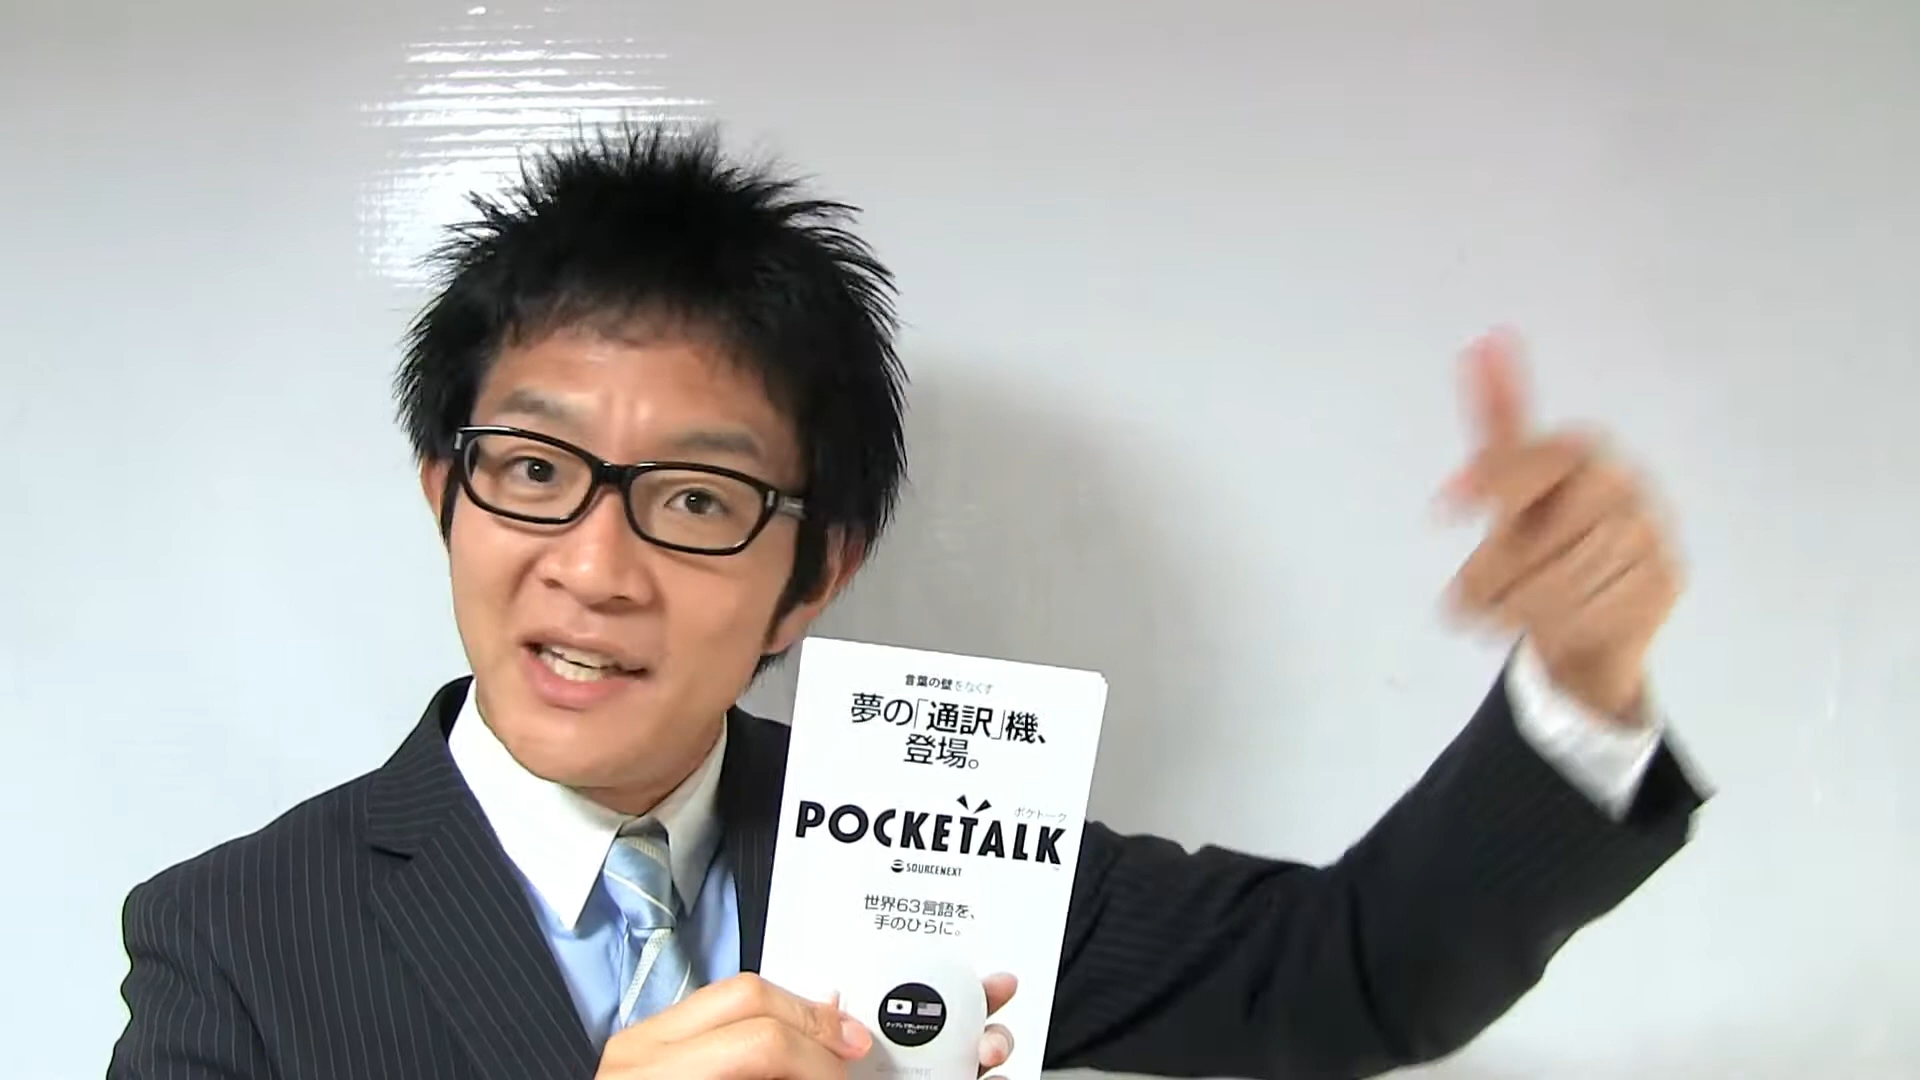 言葉の壁をなくす
夢の「通訳」機、
登場。
ポケトーク
POCKETALK
SOURCENEXT
世界63言語を、
手のひらに。